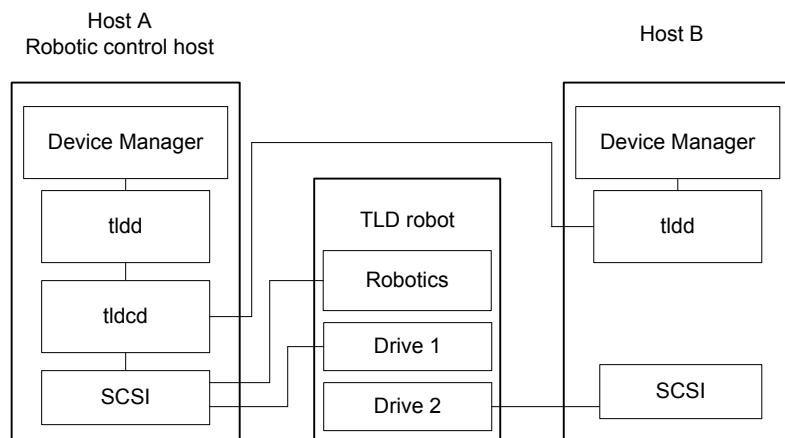 Host A
Robotic control host
Device Manager
tldd
tldcd
SCSI
TLD robot
Robotics
Drive 1
Drive 2
Host B
Device Manager
tldd
SCSI